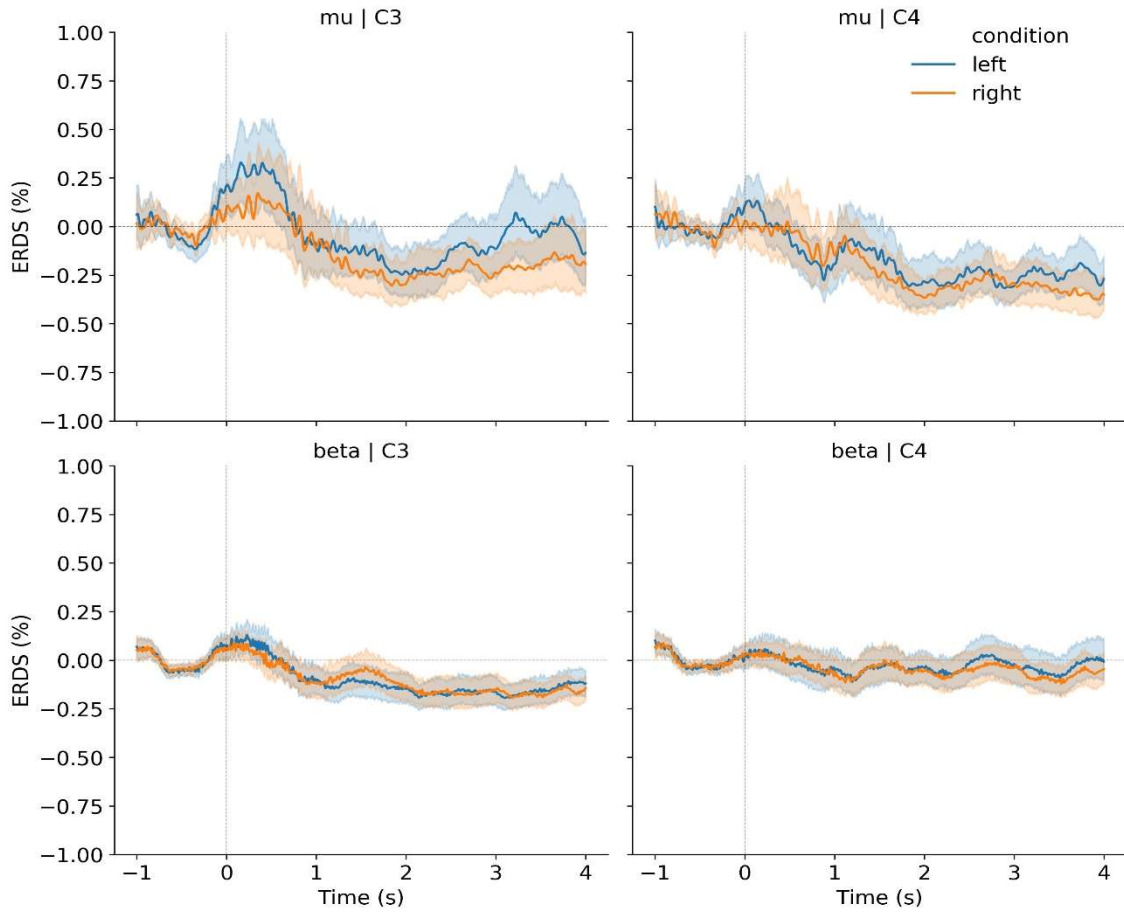 mu | C3
mu | C4
condition
left
right
1.00
0.75
0.50
0.25
0.00
−0.25
−0.50
−0.75
−1.00
ERDS (%)
beta | C3
beta | C4
1.00
0.75
0.50
0.25
0.00
−0.25
−0.50
−0.75
−1.00
ERDS (%)
−1 0 1 2 3 4
−1 0 1 2 3 4
Time (s)
Time (s)